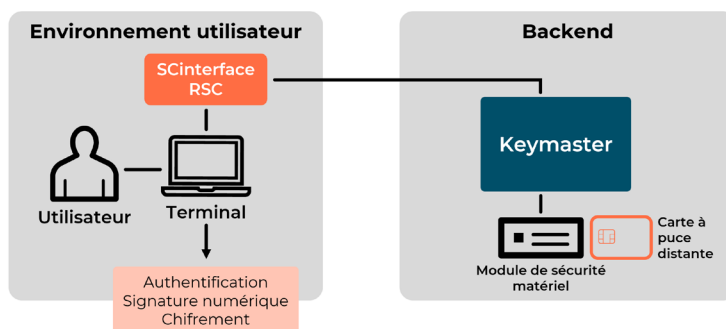 Environnement utilisateur
SCinterface
RSC
Utilisateur
Terminal
Authentification
Signature numérique
Chifrement
Backend
Keymaster
Module de sécurité
matériel
Carte à
puce
distante